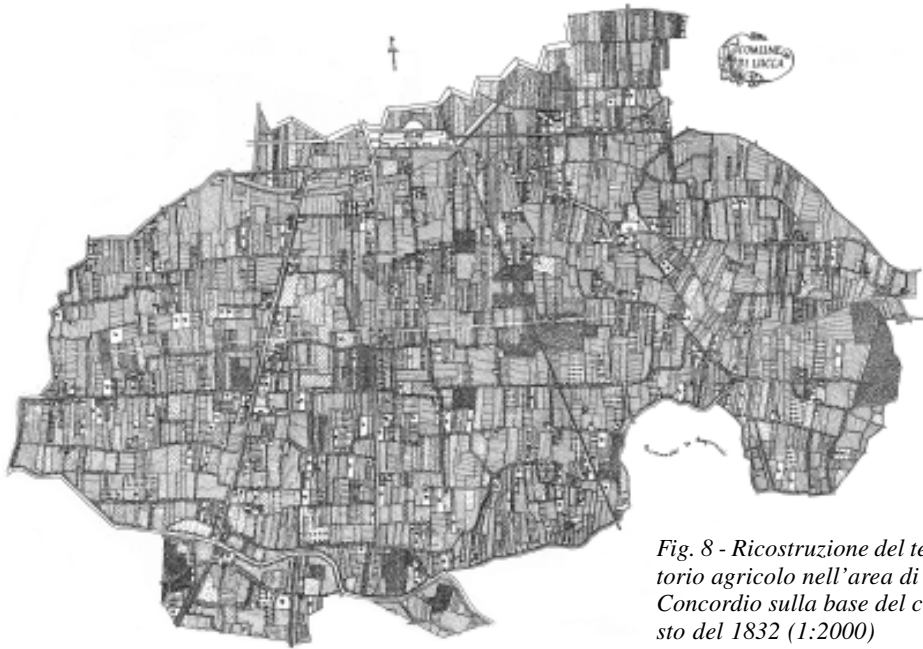 COMUNE
DI LUCCA
Fig. 8 - Ricostruzione del te
torio agricolo nell'area di
Concordio sulla base del c
sto del 1832 (1:2000)